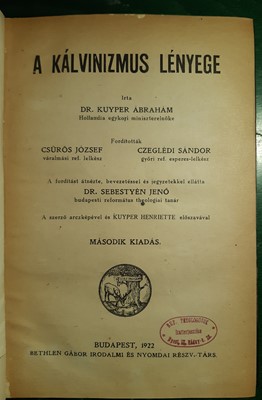 A KÁLVINIZMUS LÉNYEGE
Irta
DR. KUYPER ÁBRAHÁM
Hollandia egykori miniszterelnöke
Fordították
CSŰRÖS JÓZSEF
váralmási ref. lelkész
CZEGLÉDI SÁNDOR
győri ref. esperes-lelkész
A fordítást átnézte, bevezetéssel és jegyzetekkel ellátta
DR. SEBESTYÉN JENŐ
budapesti református theologiai tanár
A szerző arczképével és KUYPER HENRIETTE előszavával
MÁSODIK KIADÁS.
BUDAPEST, 1922
BETHLEN GÁBOR IRODALMI ÉS NYOMDAI RÉSZV.-TÁRS.